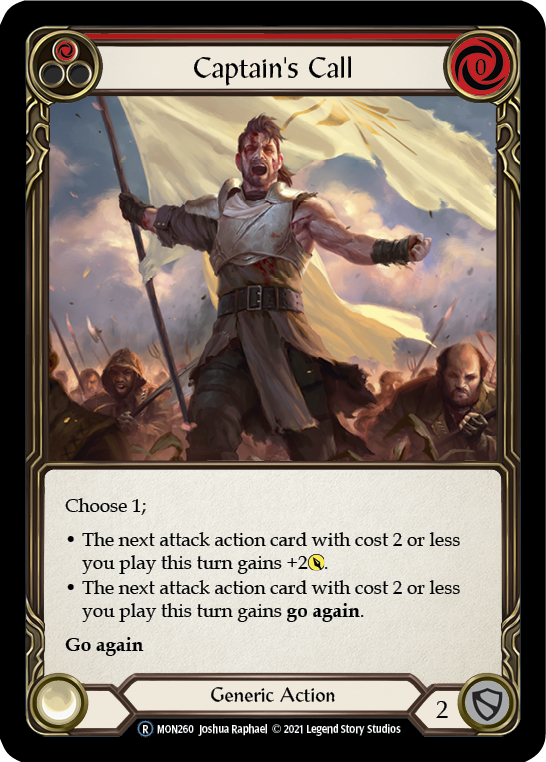 Captain's Call
0
Choose 1;
• The next attack action card with cost 2 or less
you play this turn gains +2.
• The next attack action card with cost 2 or less
you play this turn gains go again.
Go again
Generic Action
2
R MON260 Joshua Raphael © 2021 Legend Story Studios